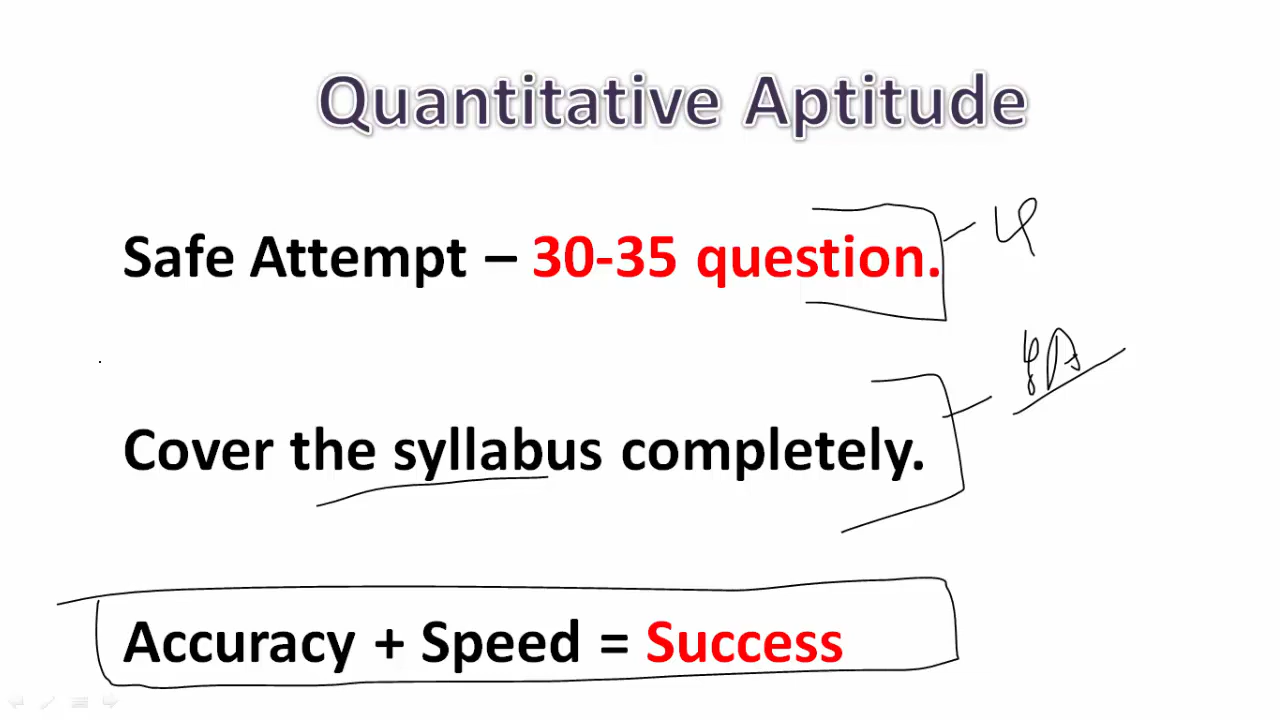 Quantitative Aptitude
Safe Attempt – 30-35 question.
Cover the syllabus completely.
Accuracy + Speed = Success